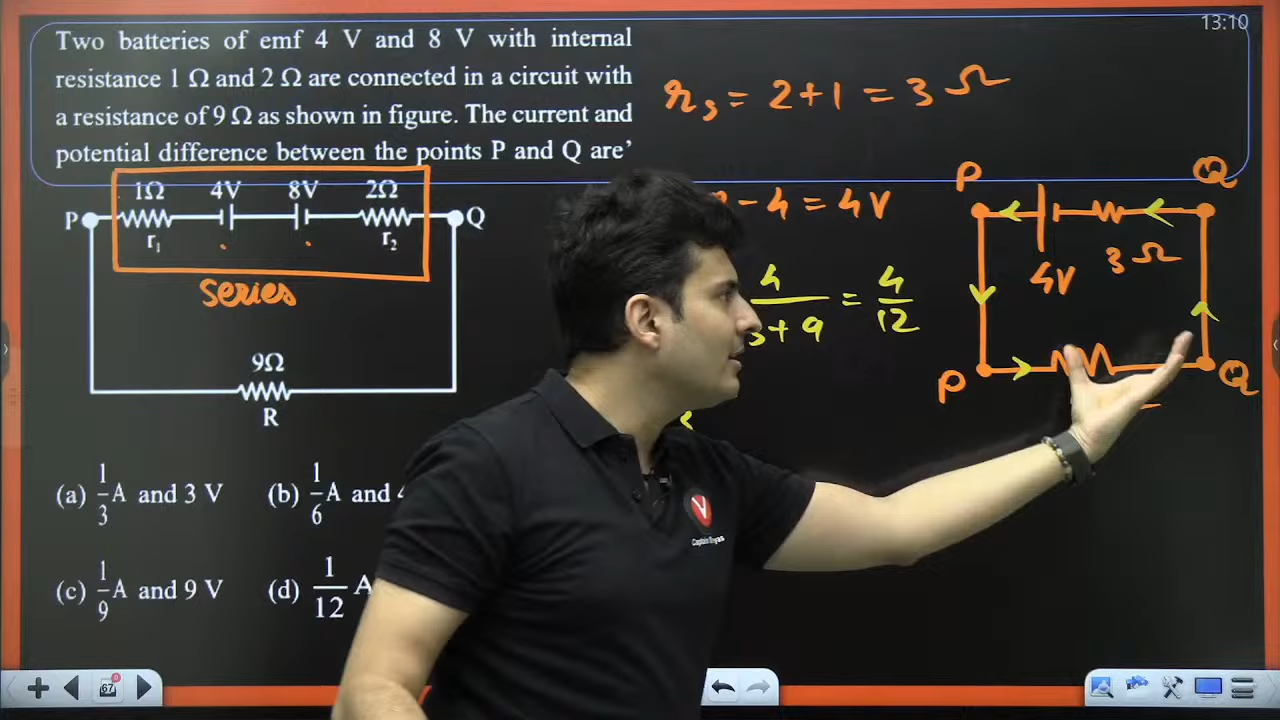 13:10
Two batteries of emf 4 V and 8 V with internal
resistance 1 Ω and 2 Ω are connected in a circuit with
a resistance of 9 Ω as shown in figure. The current and
potential difference between the points P and Q are’
r_s = 2+1 = 3 Ω
1Ω 4V 8V 2Ω
P Q
r₁ r₂
series
9Ω
R
- 4 = 4V
4/ + 9 = 4/12
P Q
4V 3 Ω
P Q
(a) 1/3 A and 3 V (b) 1/6 A and
(c) 1/9 A and 9 V (d) 1/12 A
67